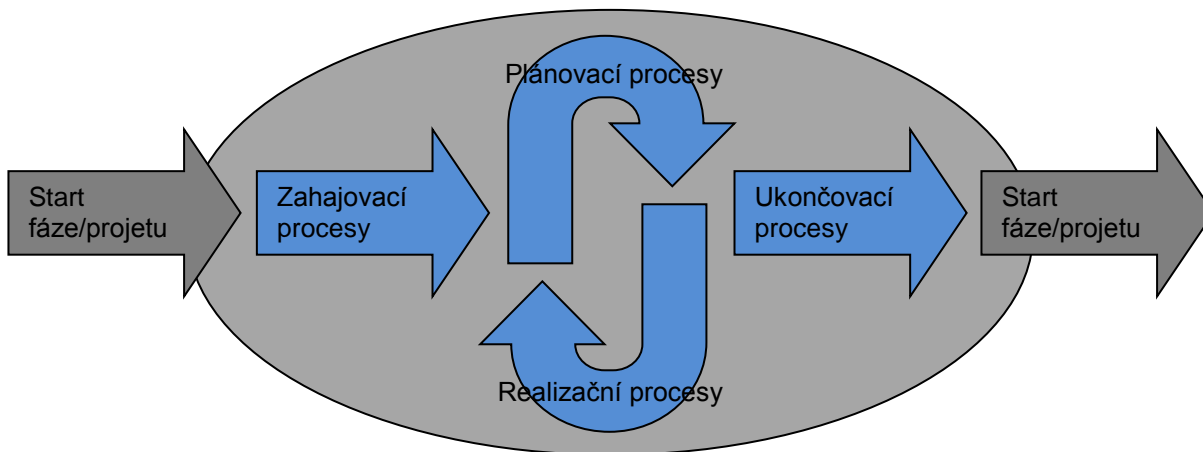 Plánovací procesy
Start
fáze/projetu
Zahajovací
procesy
Ukončovací
procesy
Start
fáze/projetu
Realizační procesy